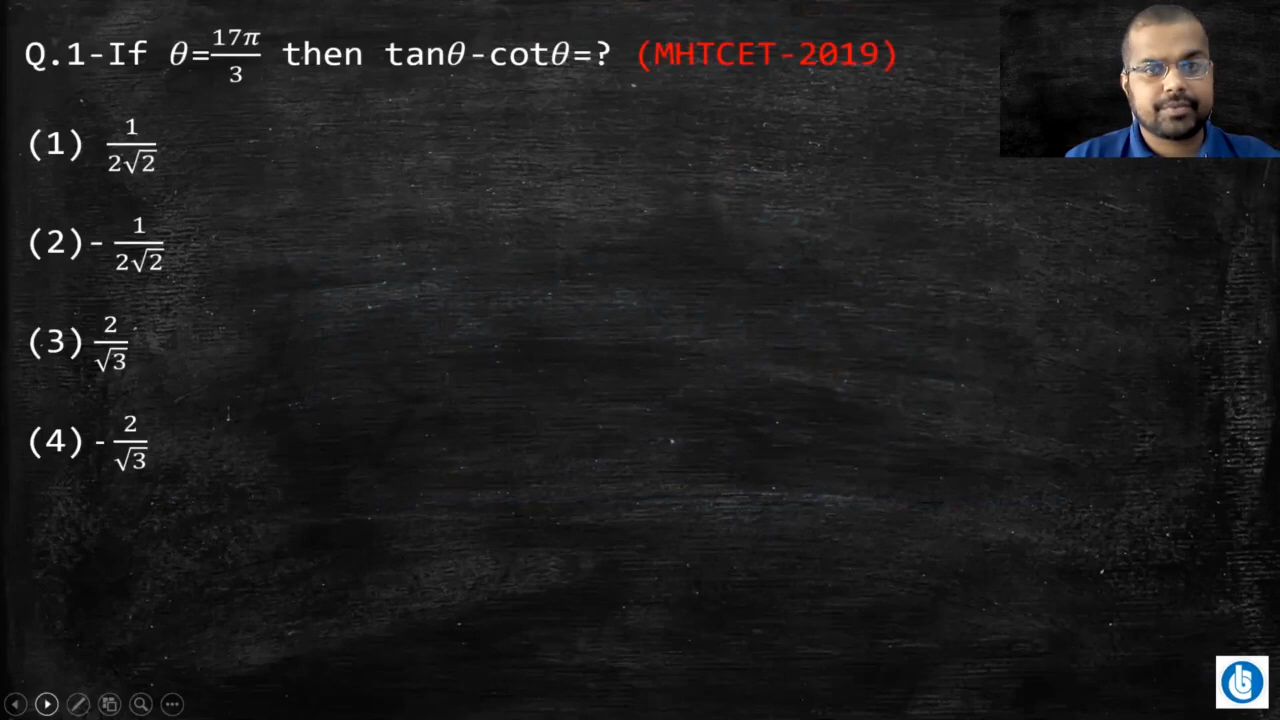 Q.1-If θ=17π/3 then tanθ-cotθ=? (MHTCET-2019)
(1) 1/2√2
(2)- 1/2√2
(3) 2/√3
(4) - 2/√3